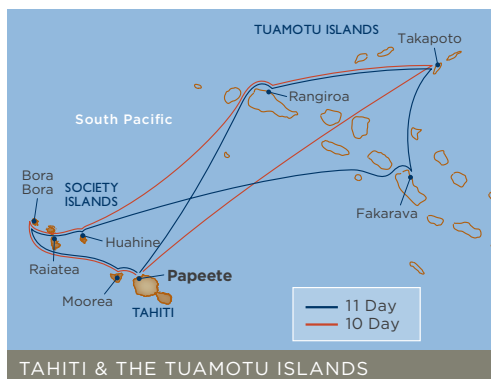 TUAMOTU ISLANDS
Takapoto
Rangiroa
South Pacific
Bora
Bora
SOCIETY
ISLANDS
Fakarava
Huahine
Raiatea
Papeete
Moorea
TAHITI
11 Day
10 Day
TAHITI & THE TUAMOTU ISLANDS